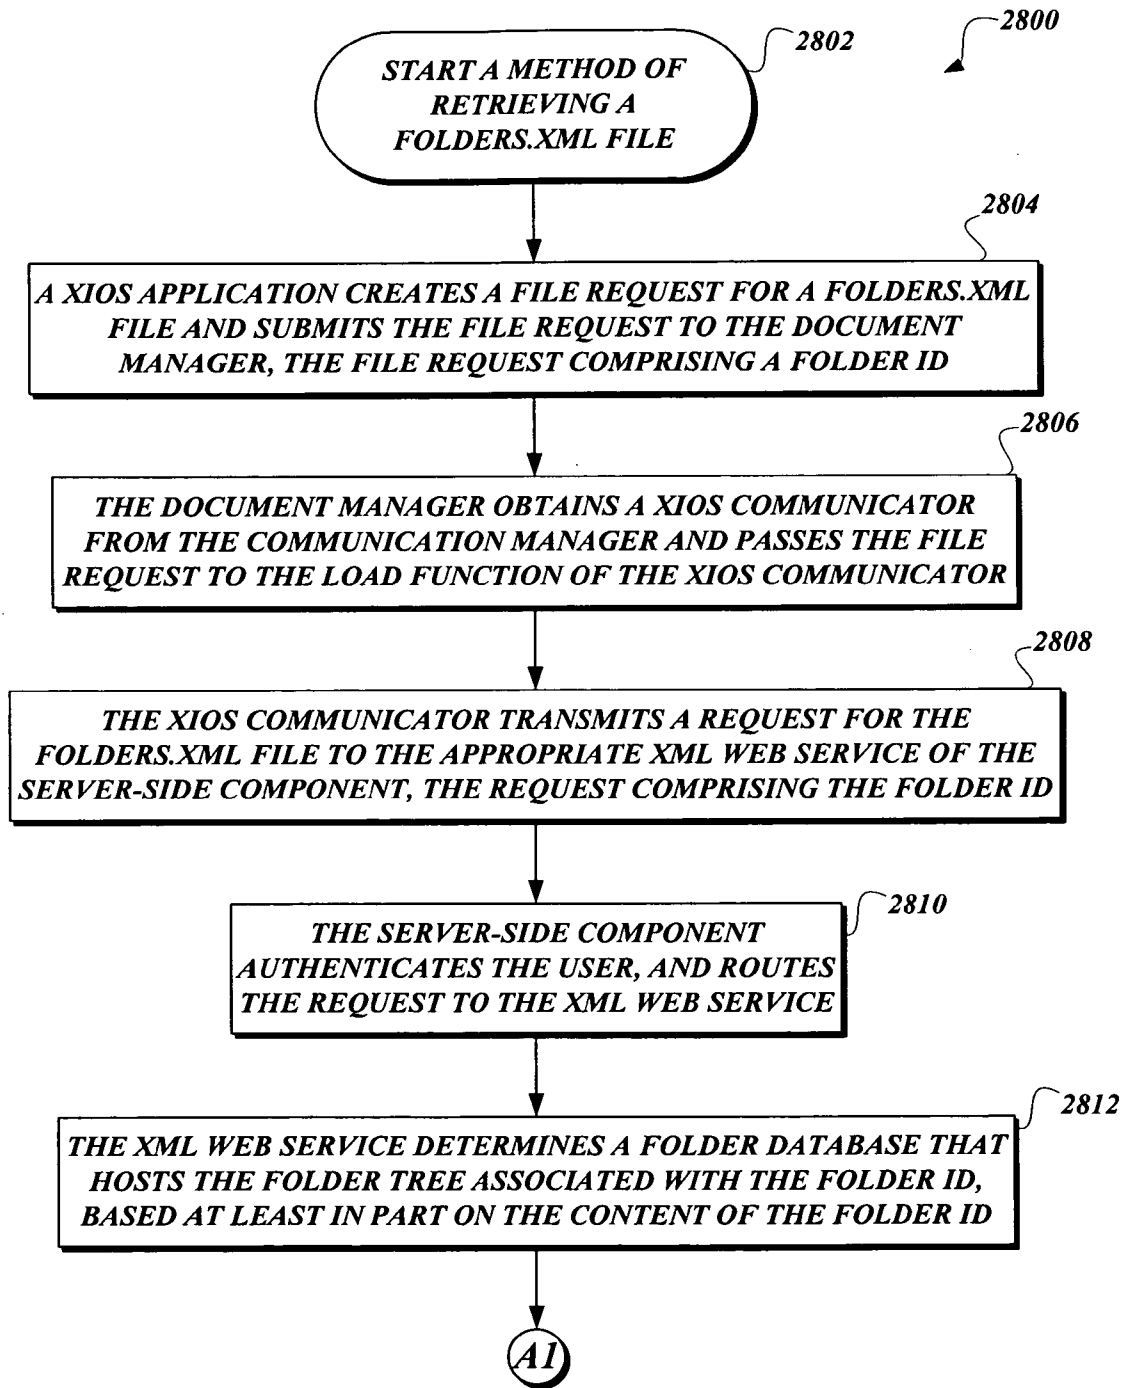 2800
2802
START A METHOD OF
RETRIEVING A
FOLDERS.XML FILE
2804
A XIOS APPLICATION CREATES A FILE REQUEST FOR A FOLDERS.XML
FILE AND SUBMITS THE FILE REQUEST TO THE DOCUMENT
MANAGER, THE FILE REQUEST COMPRISING A FOLDER ID
2806
THE DOCUMENT MANAGER OBTAINS A XIOS COMMUNICATOR
FROM THE COMMUNICATION MANAGER AND PASSES THE FILE
REQUEST TO THE LOAD FUNCTION OF THE XIOS COMMUNICATOR
2808
THE XIOS COMMUNICATOR TRANSMITS A REQUEST FOR THE
FOLDERS.XML FILE TO THE APPROPRIATE XML WEB SERVICE OF THE
SERVER-SIDE COMPONENT, THE REQUEST COMPRISING THE FOLDER ID
2810
THE SERVER-SIDE COMPONENT
AUTHENTICATES THE USER, AND ROUTES
THE REQUEST TO THE XML WEB SERVICE
2812
THE XML WEB SERVICE DETERMINES A FOLDER DATABASE THAT
HOSTS THE FOLDER TREE ASSOCIATED WITH THE FOLDER ID,
BASED AT LEAST IN PART ON THE CONTENT OF THE FOLDER ID
A1